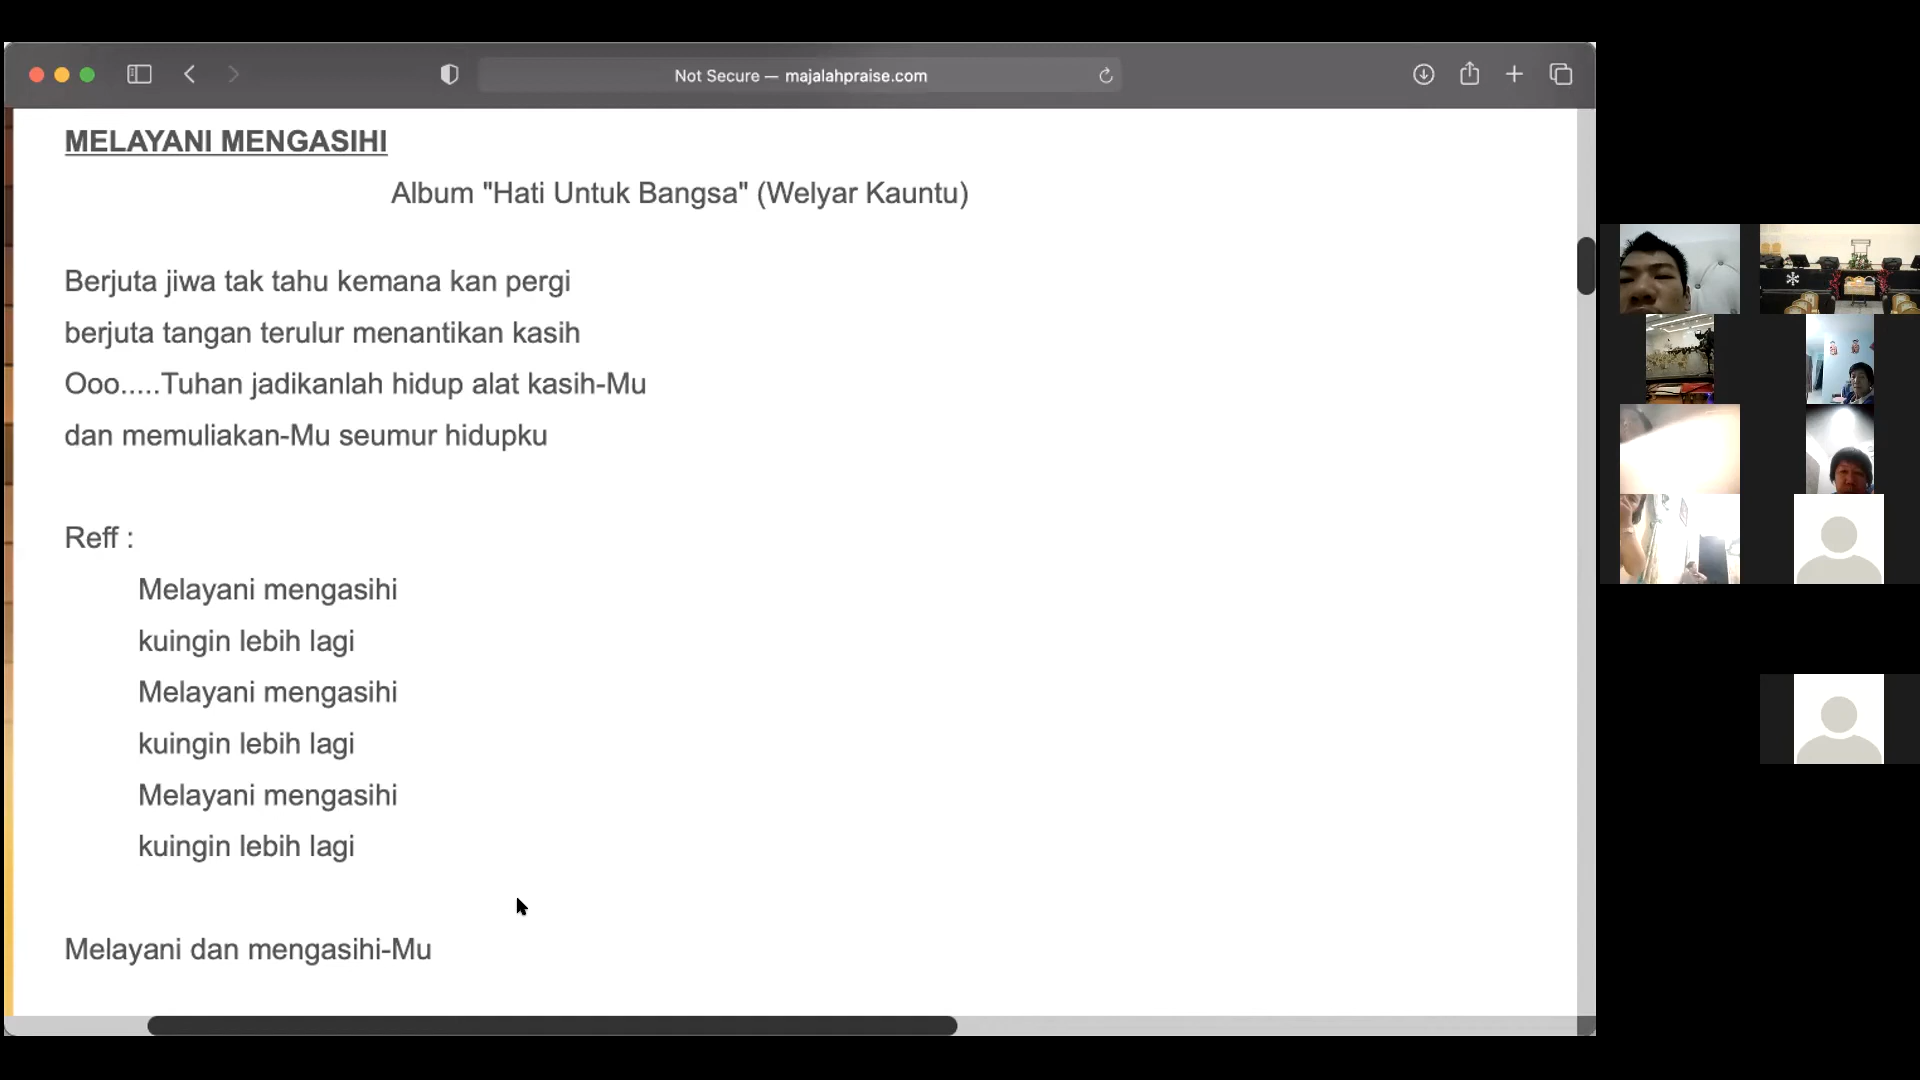 Not Secure — majalahpraise.com
MELAYANI MENGASIHI
Album "Hati Untuk Bangsa" (Welyar Kauntu)
Berjuta jiwa tak tahu kemana kan pergi
berjuta tangan terulur menantikan kasih
Ooo.....Tuhan jadikanlah hidup alat kasih-Mu
dan memuliakan-Mu seumur hidupku
Reff :
Melayani mengasihi
kuingin lebih lagi
Melayani mengasihi
kuingin lebih lagi
Melayani mengasihi
kuingin lebih lagi
Melayani dan mengasihi-Mu